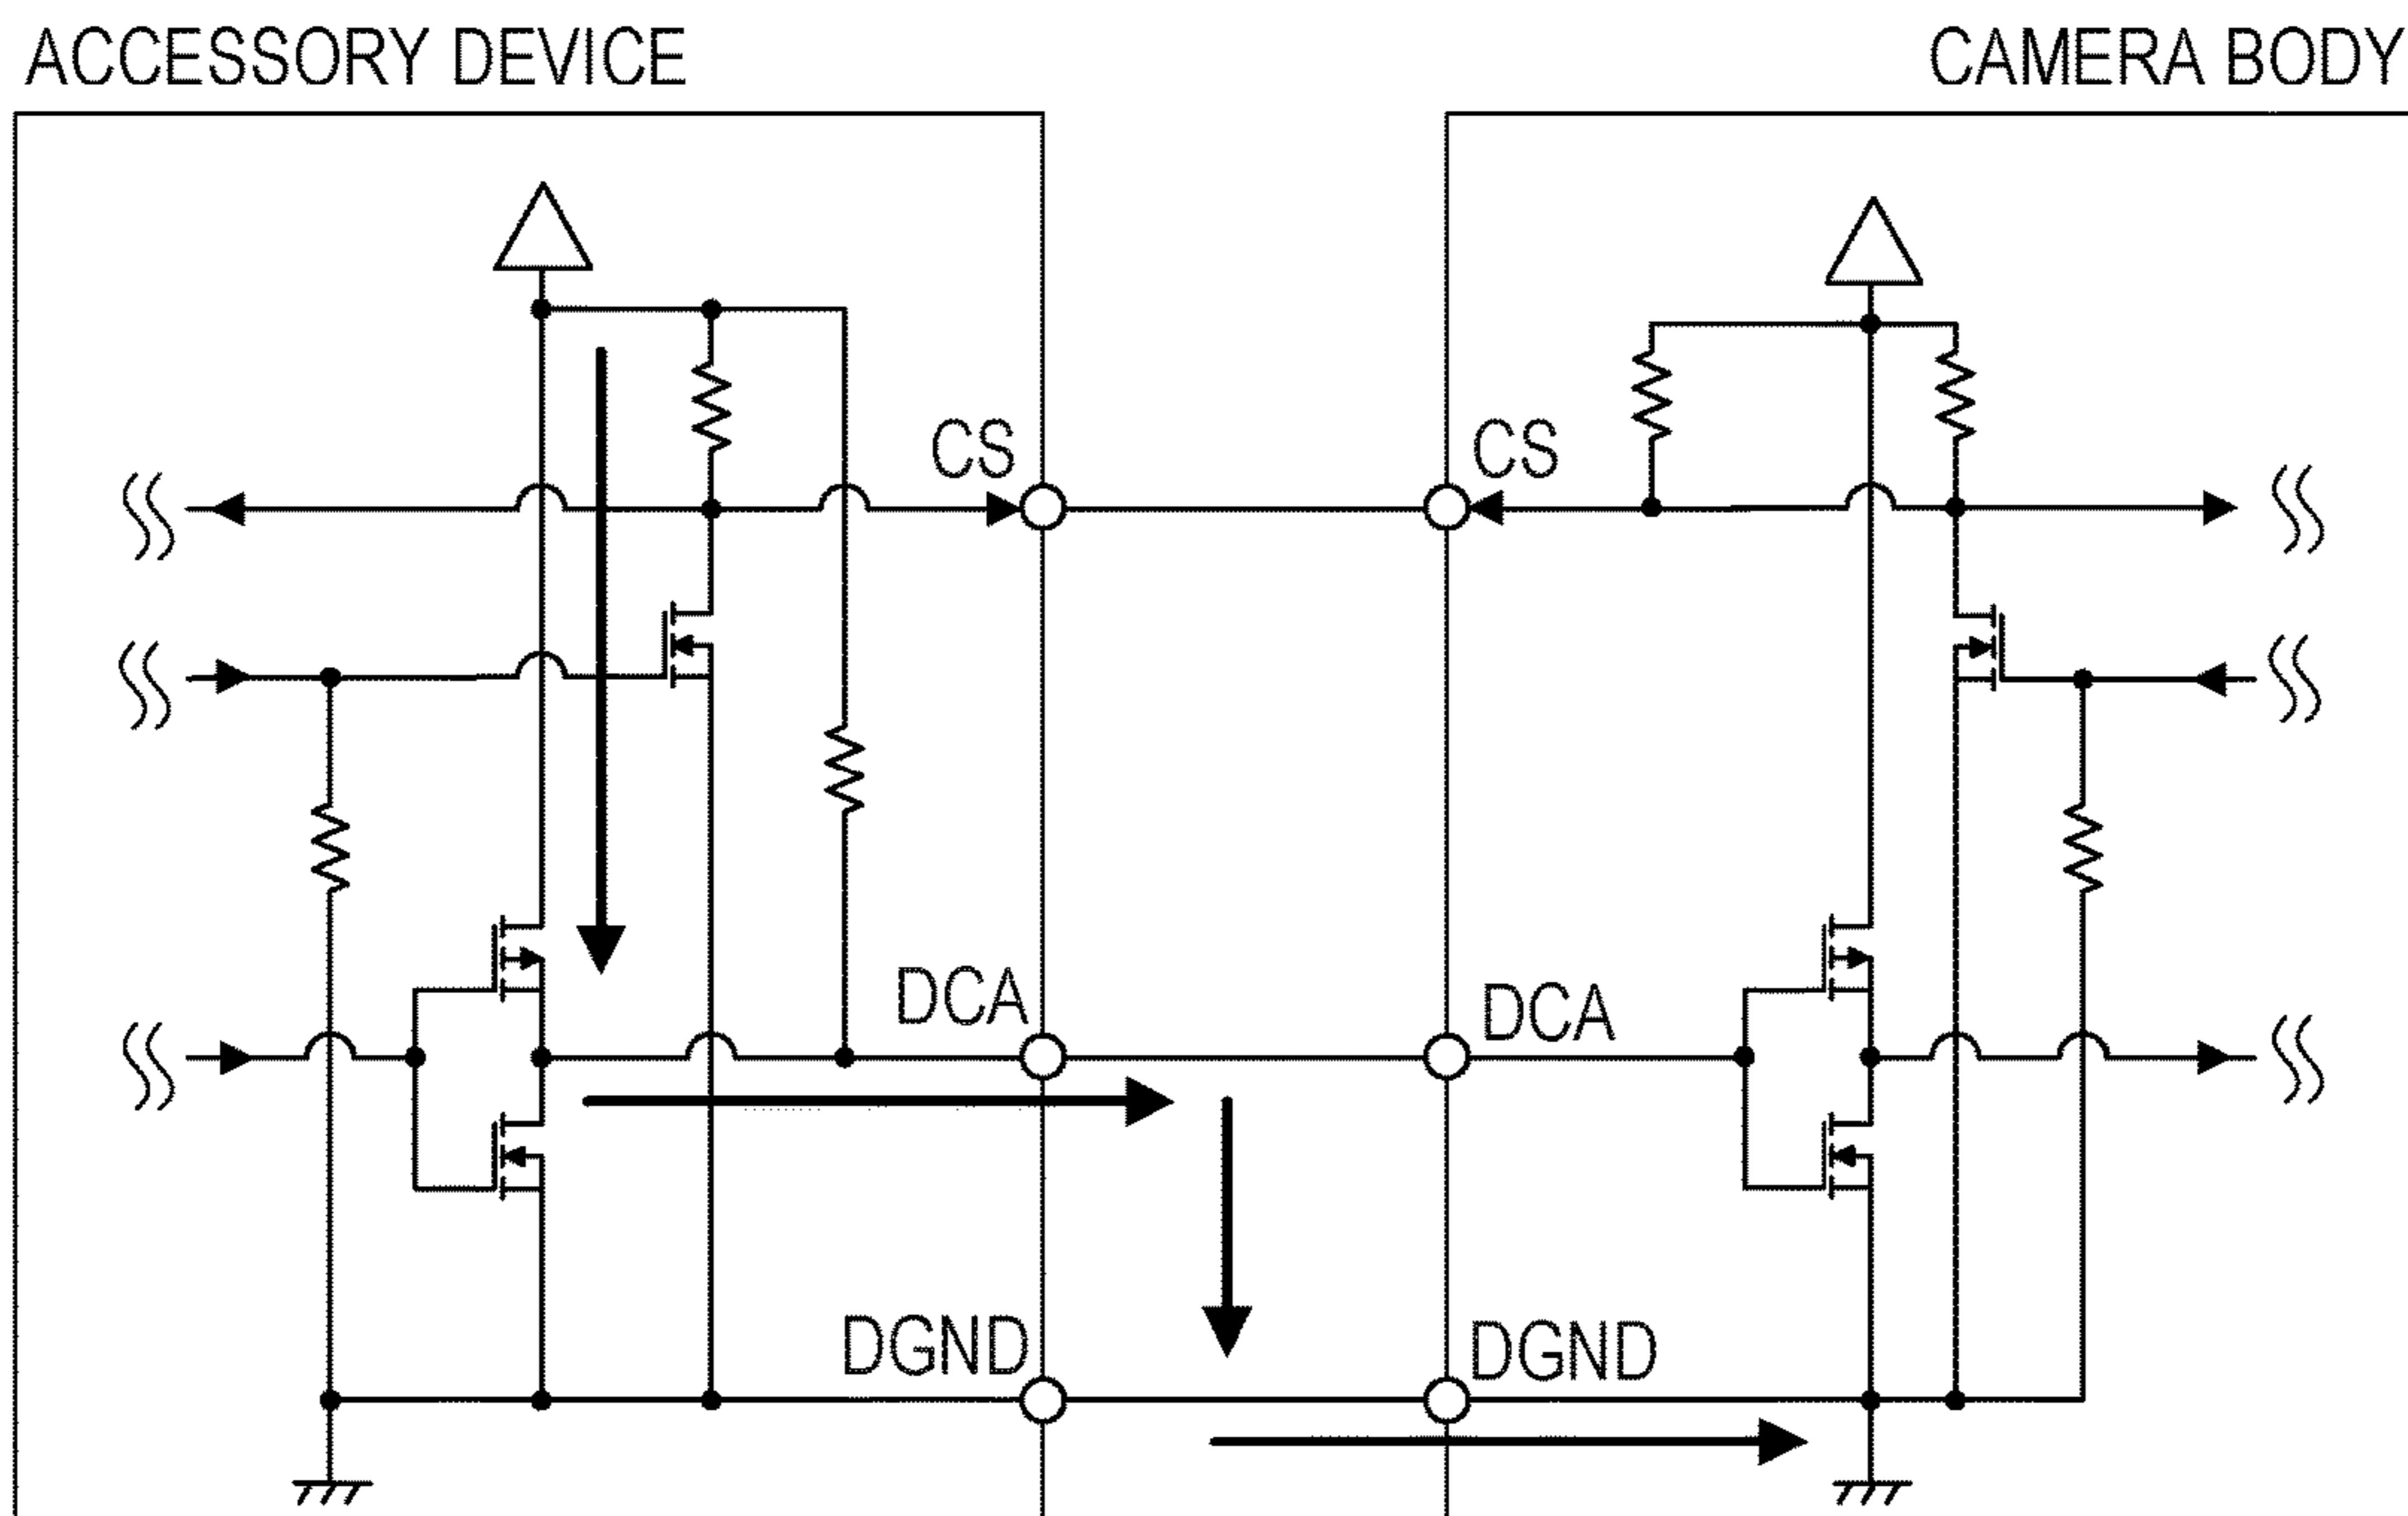 ACCESSORY DEVICE
CAMERA BODY
CS
CS
DCA
DCA
DGND
DGND